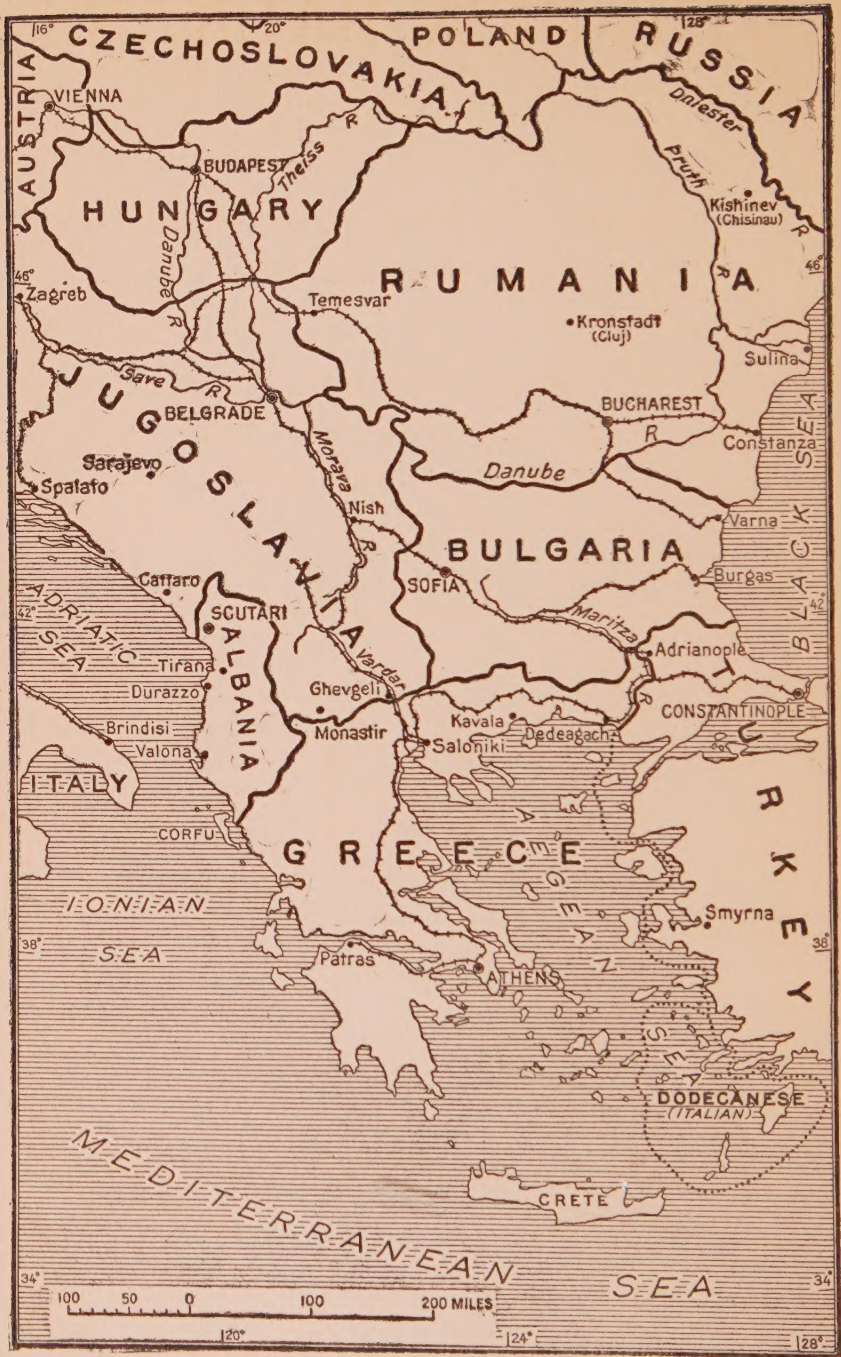 16°
20°
28°
CZECHOSLOVAKIA
POLAND
RUSSIA
AUSTRIA
VIENNA
Dniester
R
BUDAPEST
Theiss
R
Pruth
R
HUNGARY
Kishinev
(Chisinau)
Danube
R
46°
RUMANIA
46°
Zagreb
Temesvar
Kronstadt
(Cluj)
Sulina
Save
R
JUGOSLAVIA
BELGRADE
BUCHAREST
R
Constanza
Morava
R
Sarajevo
Spalato
Danube
BLACK SEA
Nish
Varna
BULGARIA
Cattaro
SOFIA
Burgas
42°
42°
ADRIATIC
SEA
SCUTARI
Maritza
R
ALBANIA
Adrianople
Tirana
Vardar
Durazzo
Ghevgeli
TURKEY
CONSTANTINOPLE
Kavala
Dedeagach
Brindisi
Monastir
Saloniki
Valona
ITALY
CORFU
GREECE
AEGEAN
SEA
IONIAN
SEA
Smyrna
38°
38°
Patras
ATHENS
DODECANESE
(ITALIAN)
MEDITERRANEAN
SEA
CRETE
34°
34°
100 50 0 100 200 MILES
20°
24°
28°